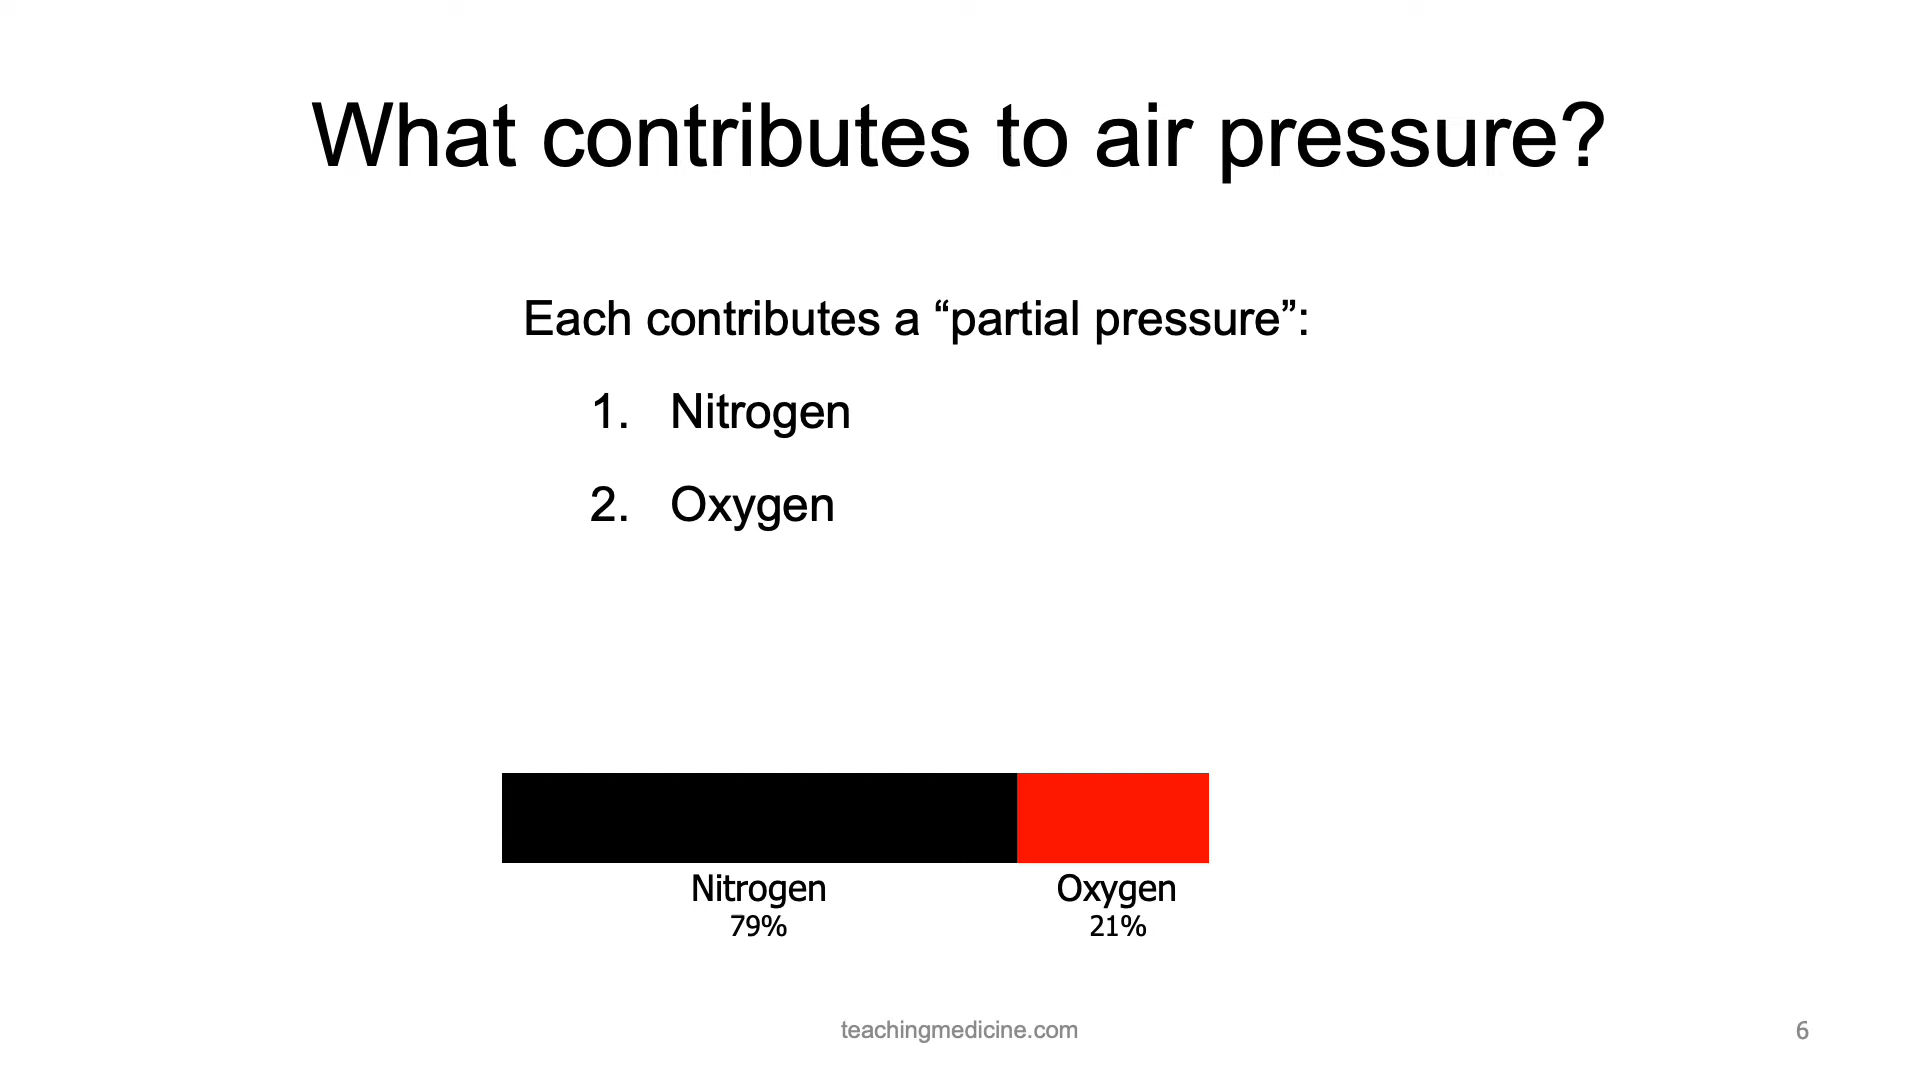 What contributes to air pressure?
Each contributes a “partial pressure”:
1. Nitrogen
2. Oxygen
Nitrogen
79%
Oxygen
21%
teachingmedicine.com
6